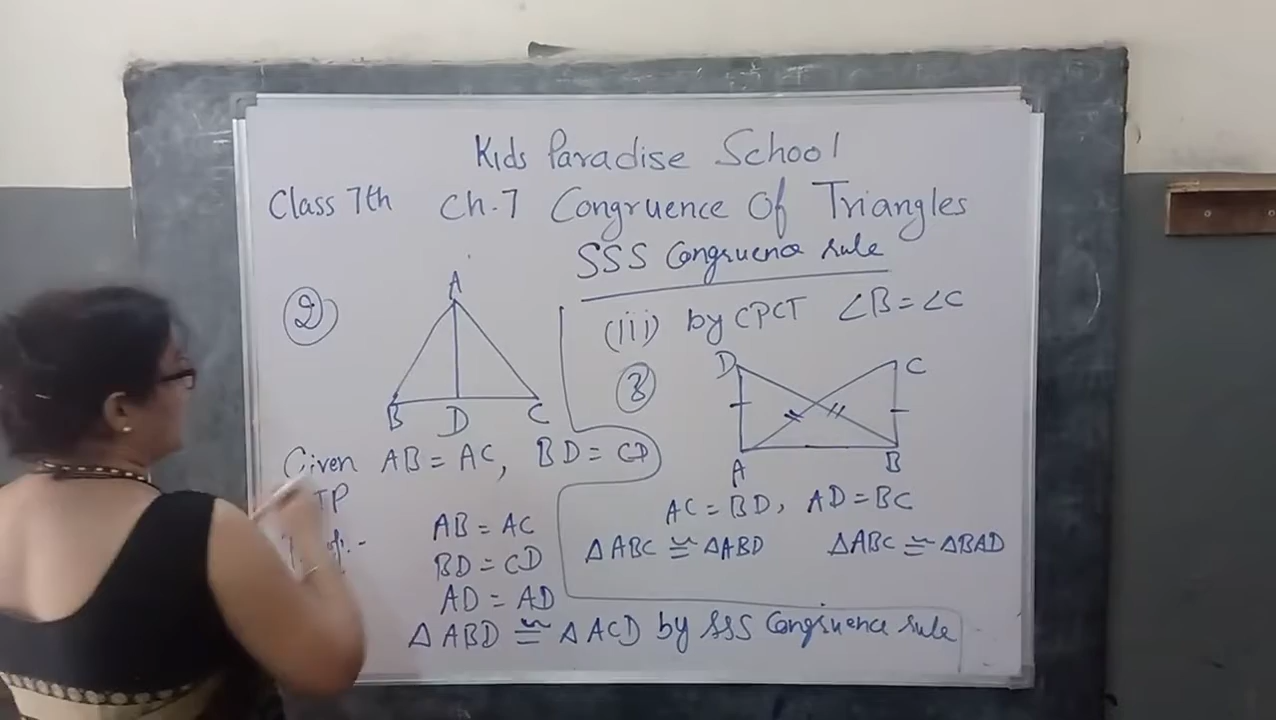 Kids Paradise School
Class 7th Ch-7 Congruence Of Triangles
SSS Congruence rule
2
A
B D C
Given AB = AC, BD = CD
TP
AB = AC
BD = CD
AD = AD
△ABD ≅ △ACD by SSS Congruence rule
(iii) by CPCT ∠B = ∠C
3
D C
A B
AC = BD, AD = BC
△ABC ≅ △ABD △ABC ≅ △BAD